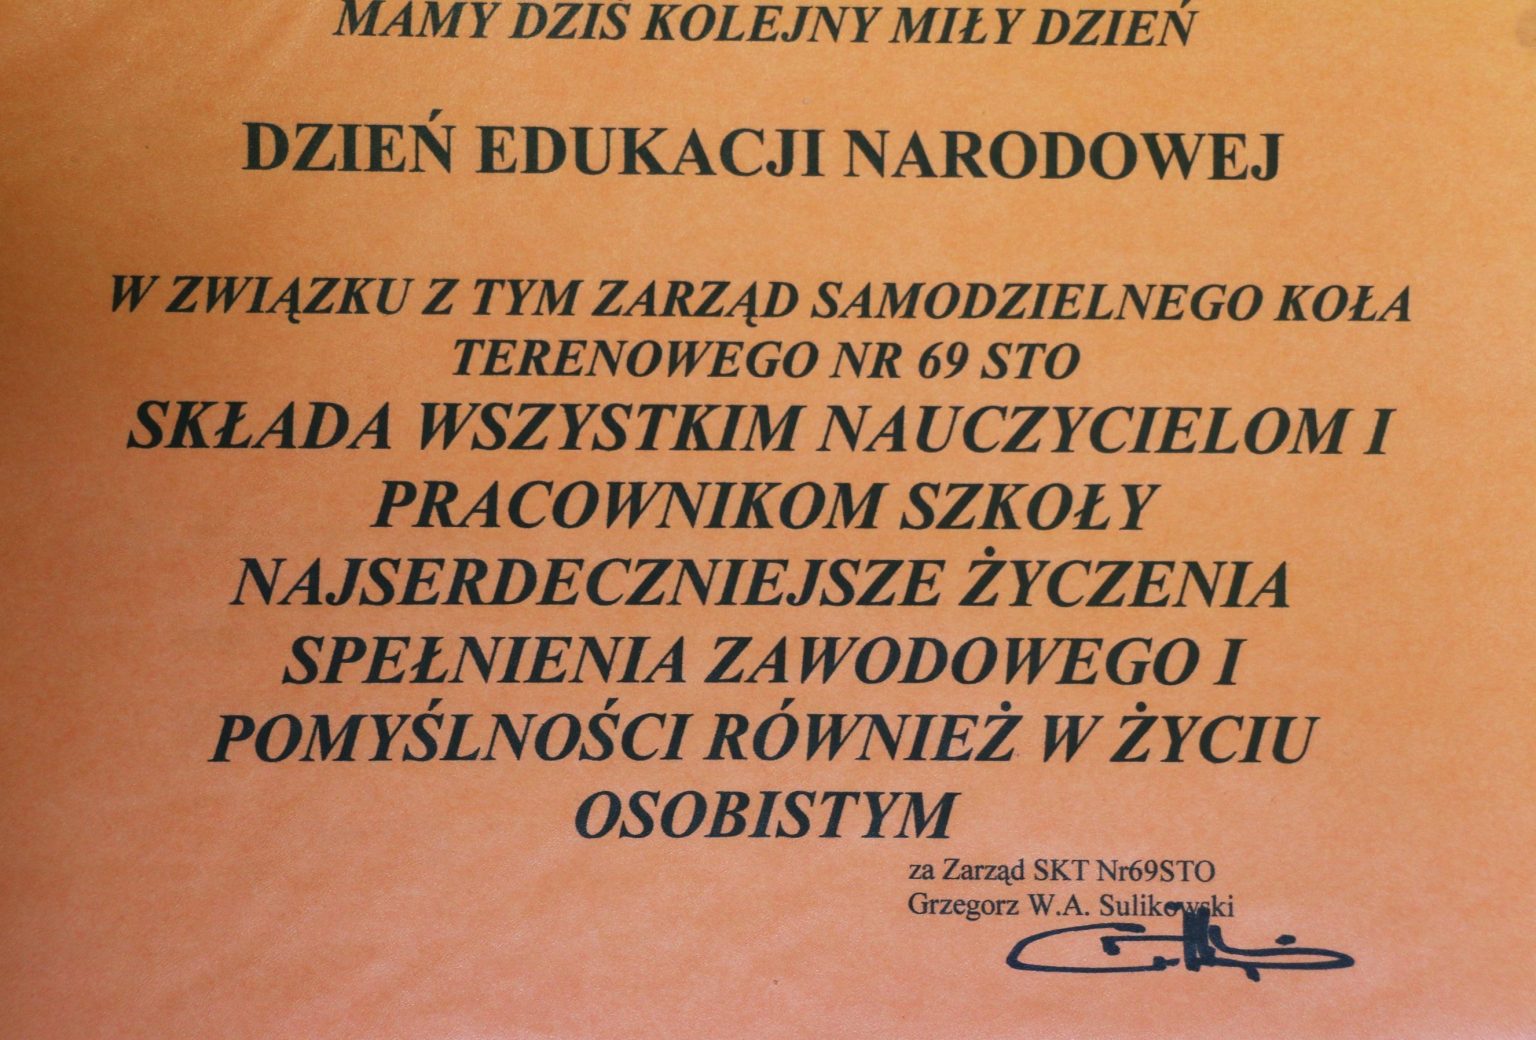 MAMY DZIŚ KOLEJNY MIŁY DZIEŃ
DZIEŃ EDUKACJI NARODOWEJ
W ZWIĄZKU Z TYM ZARZĄD SAMODZIELNEGO KOŁA
TERENOWEGO NR 69 STO
SKŁADA WSZYSTKIM NAUCZYCIELOM I
PRACOWNIKOM SZKOŁY
NAJSERDECZNIEJSZE ŻYCZENIA
SPEŁNIENIA ZAWODOWEGO I
POMYŚLNOŚCI RÓWNIEŻ W ŻYCIU
OSOBISTYM
za Zarząd SKT Nr69STO
Grzegorz W.A. Sulikowski